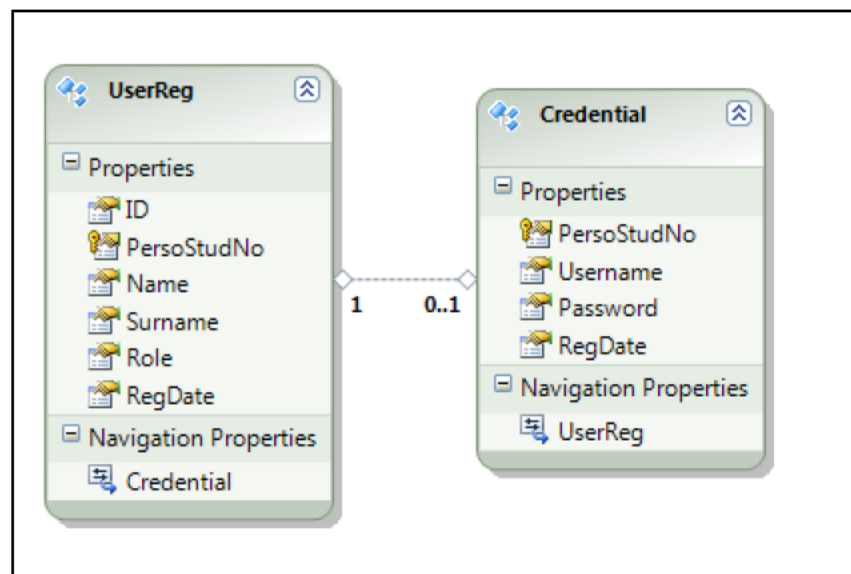 UserReg
Properties
ID
PersoStudNo
Name
Surname
Role
RegDate
Navigation Properties
Credential
1
0..1
Credential
Properties
PersoStudNo
Username
Password
RegDate
Navigation Properties
UserReg